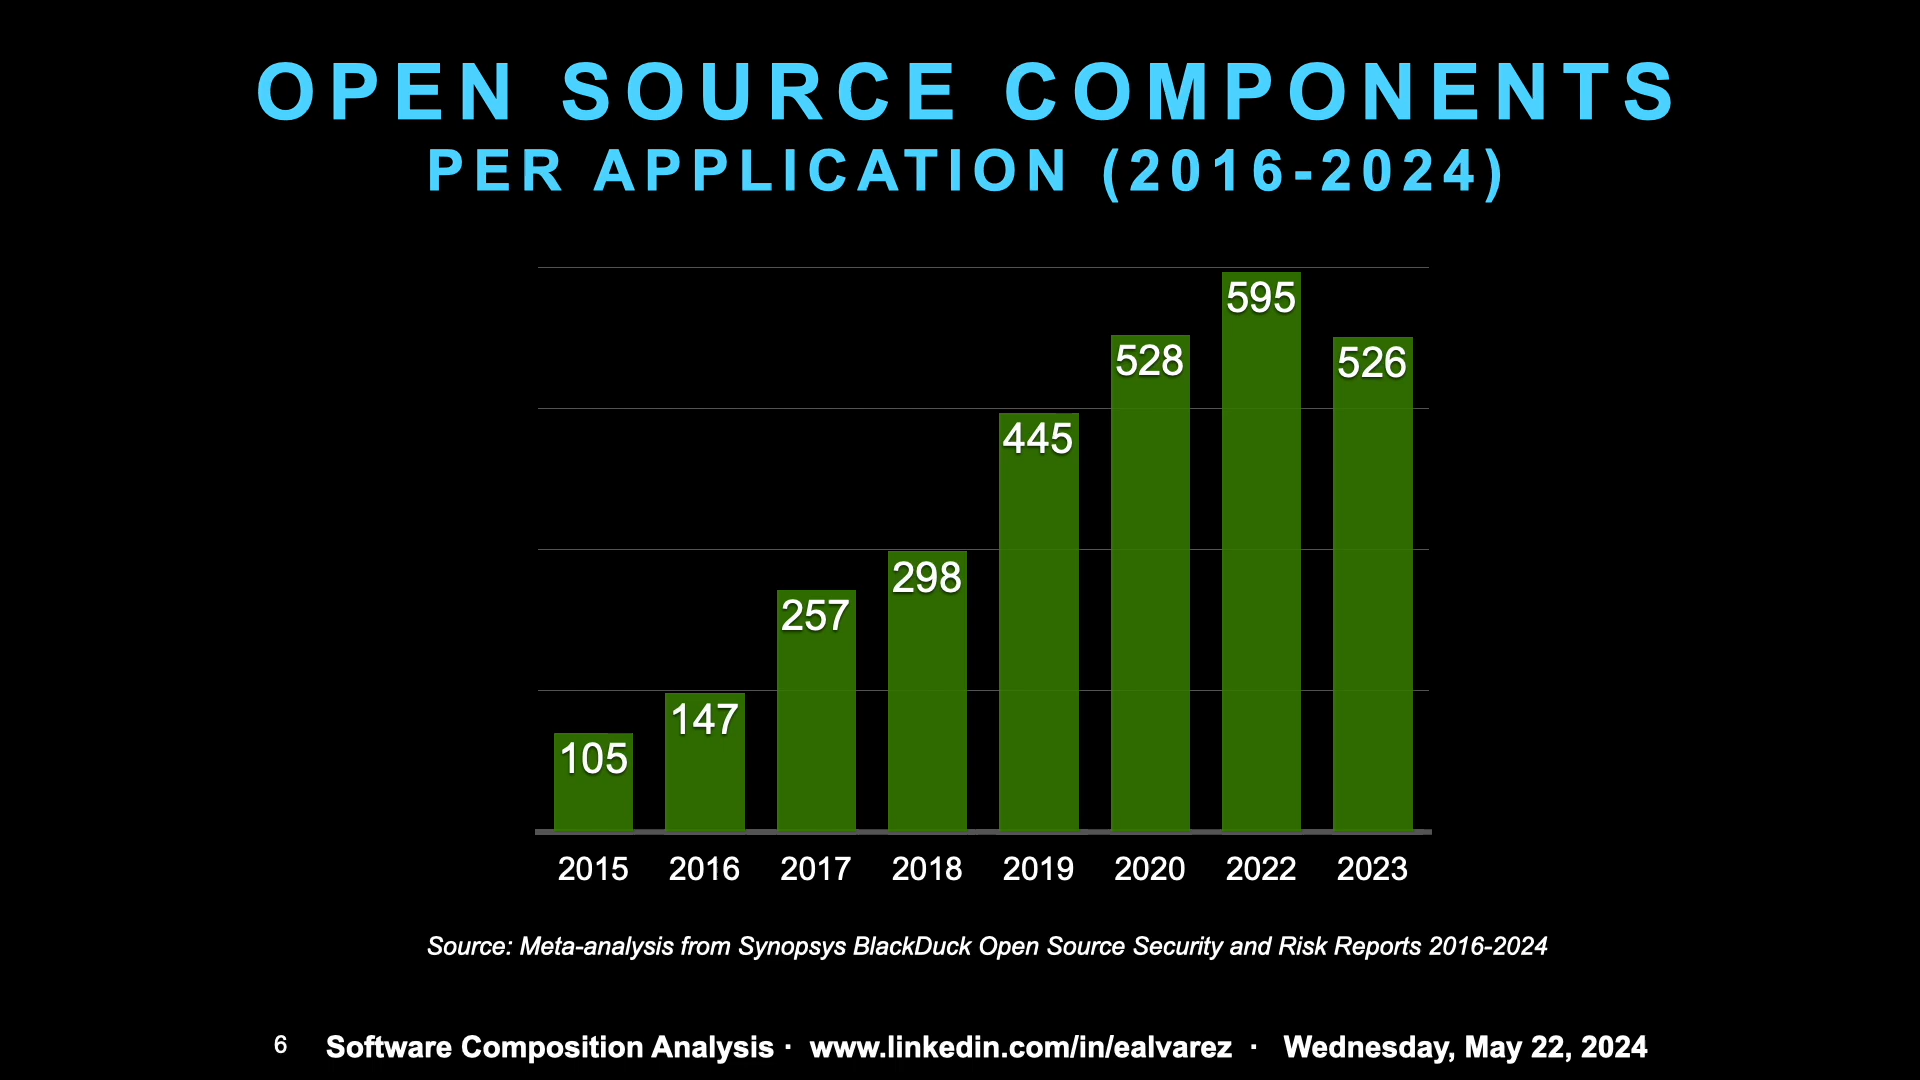 OPEN SOURCE COMPONENTS
PER APPLICATION (2016-2024)
595
528
526
445
298
257
147
105
2015 2016 2017 2018 2019 2020 2022 2023
Source: Meta-analysis from Synopsys BlackDuck Open Source Security and Risk Reports 2016-2024
6 Software Composition Analysis · www.linkedin.com/in/ealvarez · Wednesday, May 22, 2024